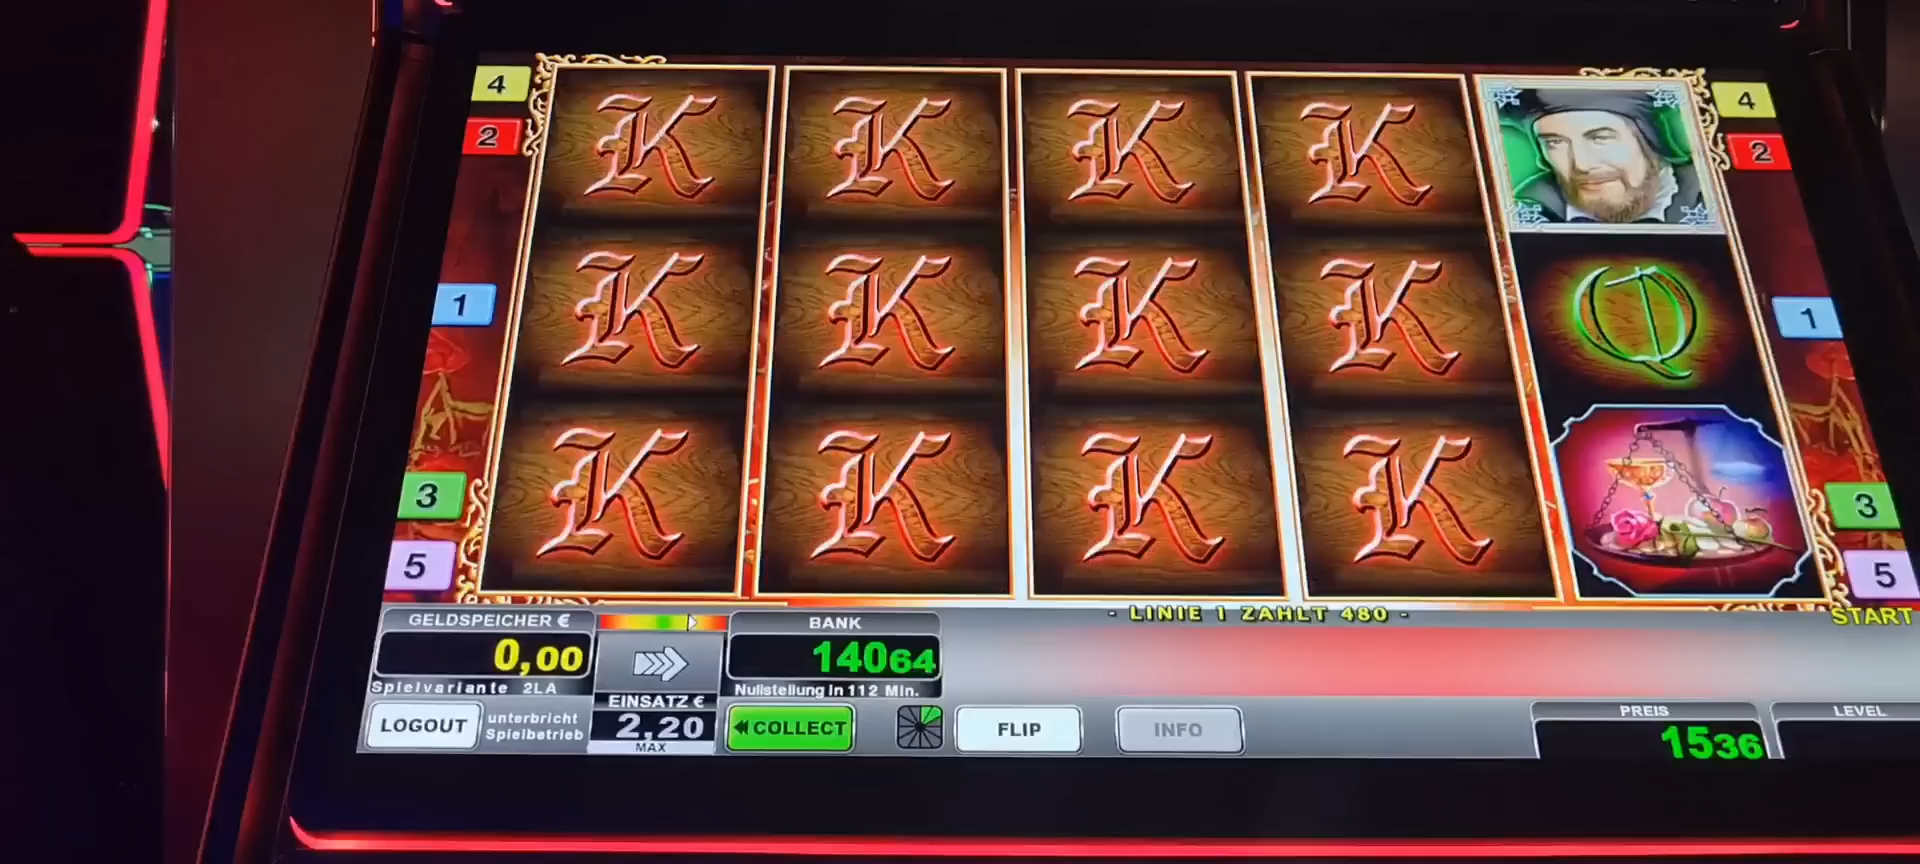 4
K K K K
4
2
2
1
K K K K
Q
1
3
K K K K
3
5
5
- LINIE 1 ZAHLT 480 -
START
GELDSPEICHER €
0,00
Spielvariante 2LA
BANK
14064
Nullstellung in 112 Min.
EINSATZ €
2,20
MAX
LOGOUT
unterbricht
Spielbetrieb
COLLECT
FLIP
INFO
PREIS
1536
LEVEL